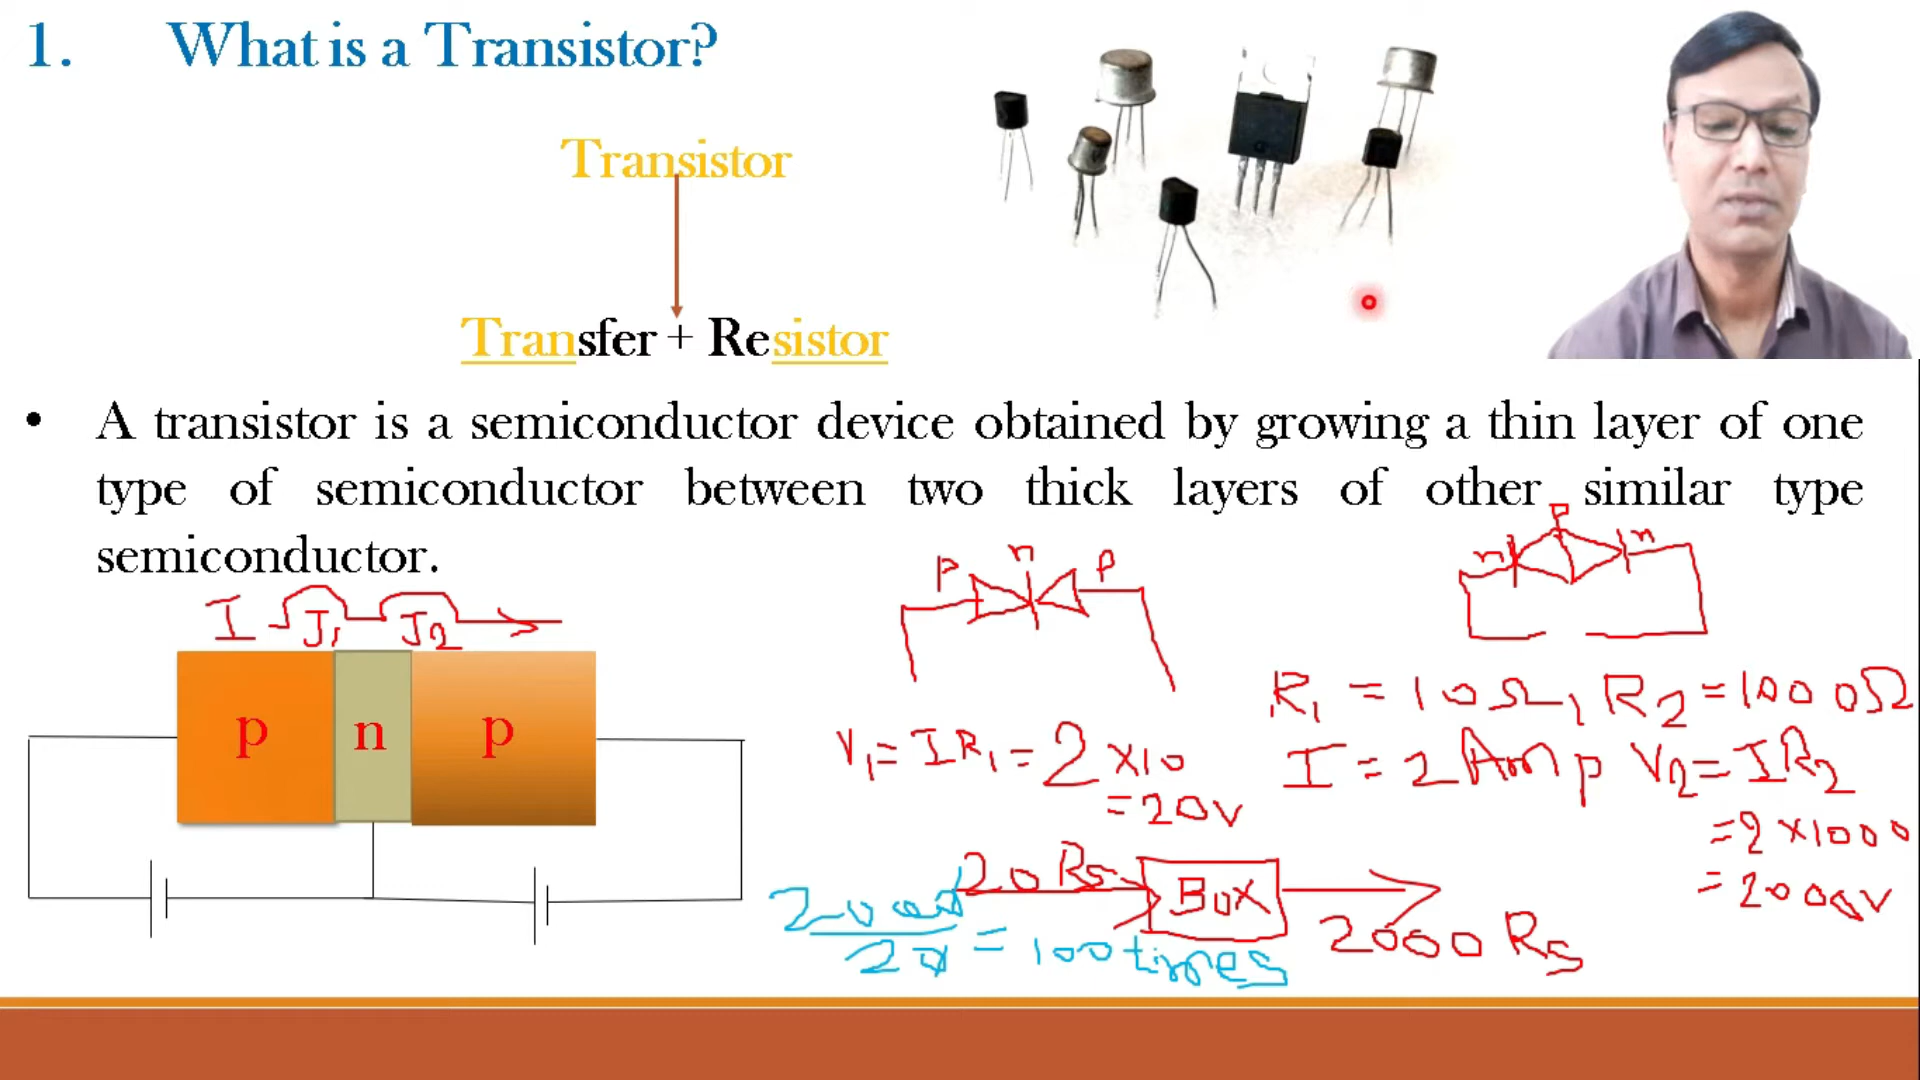 1. What is a Transistor?
Transistor
Transfer + Resistor
• A transistor is a semiconductor device obtained by growing a thin layer of one
type of semiconductor between two thick layers of other similar type
semiconductor.
p n p
n p n
I J1 J2
p n p
R1 = 10Ω, R2 = 1000Ω
V1 = IR1 = 2 × 10
= 20V
I = 2 Amp V2 = IR2
= 2 × 1000
= 2000V
20 Rs BOX 2000 Rs
= 100 times